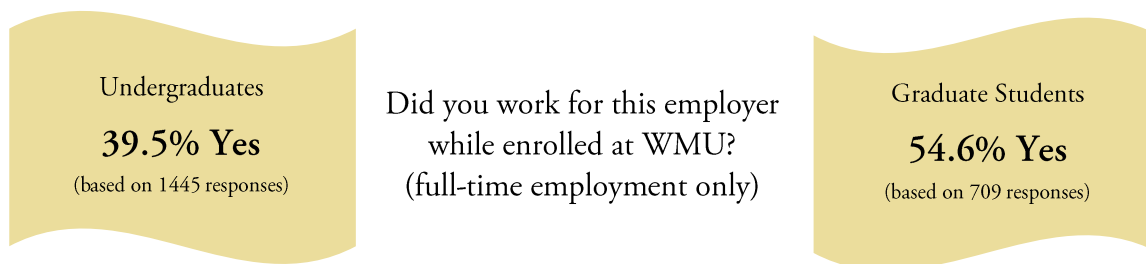 Undergraduates
39.5% Yes
(based on 1445 responses)
Did you work for this employer
while enrolled at WMU?
(full-time employment only)
Graduate Students
54.6% Yes
(based on 709 responses)